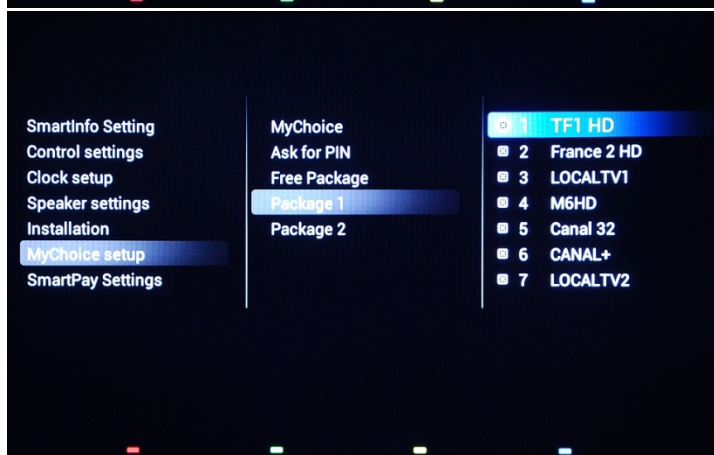 SmartInfo Setting
Control settings
Clock setup
Speaker settings
Installation
MyChoice setup
SmartPay Settings
MyChoice
Ask for PIN
Free Package
Package 1
Package 2
1 TF1 HD
2 France 2 HD
3 LOCALTV1
4 M6HD
5 Canal 32
6 CANAL+
7 LOCALTV2